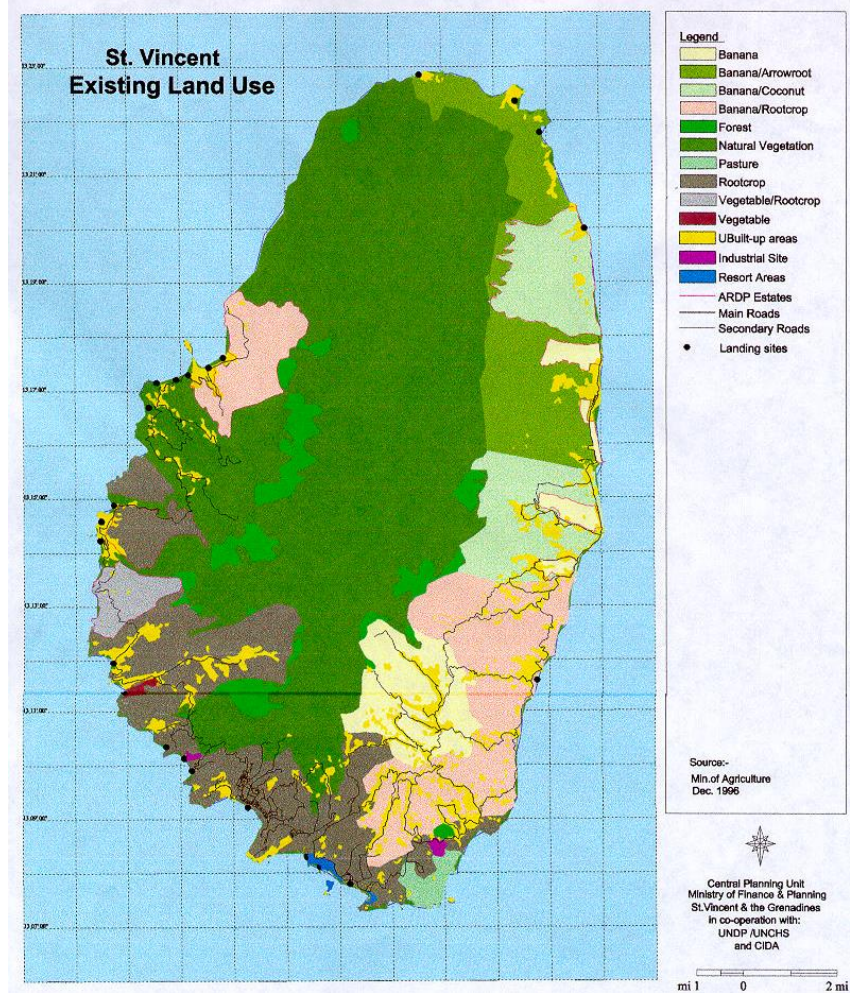 St. Vincent
Existing Land Use
Legend
Banana
Banana/Arrowroot
Banana/Coconut
Banana/Rootcrop
Forest
Natural Vegetation
Pasture
Rootcrop
Vegetable/Rootcrop
Vegetable
UBuilt-up areas
Industrial Site
Resort Areas
ARDP Estates
Main Roads
Secondary Roads
Landing sites
Source:-
Min.of Agriculture
Dec. 1996
Central Planning Unit
Ministry of Finance & Planning
St.Vincent & the Grenadines
in co-operation with:
UNDP /UNCHS
and CIDA
mi 1 0 2 mi